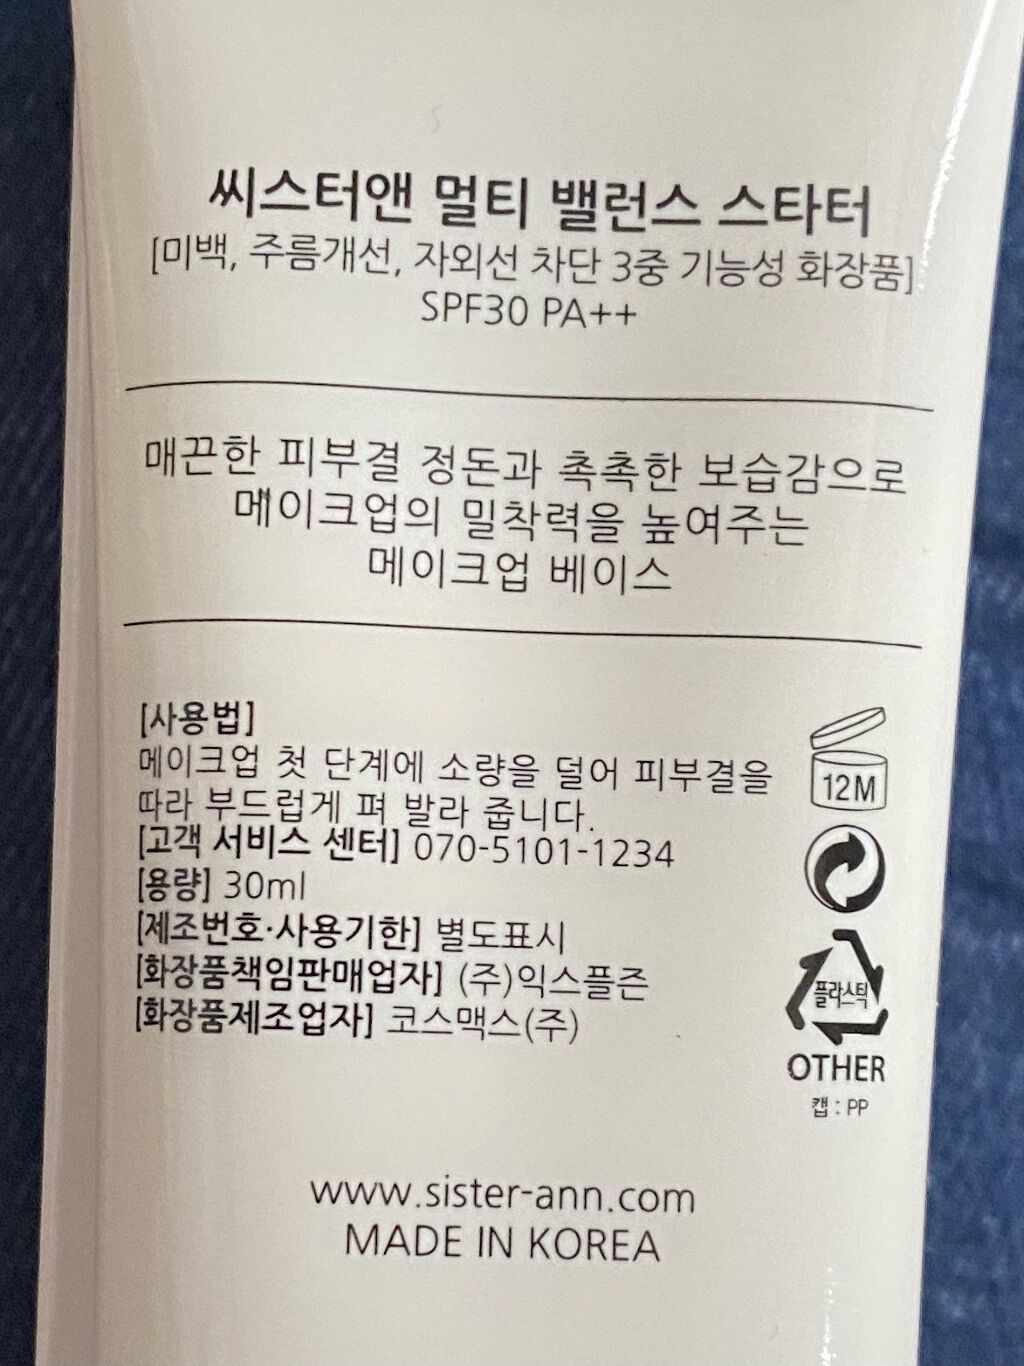 씨스터앤 멀티 밸런스 스타터
[미백, 주름개선, 자외선 차단 3중 기능성 화장품]
SPF30 PA++
매끈한 피부결 정돈과 촉촉한 보습감으로
메이크업의 밀착력을 높여주는
메이크업 베이스
[사용법]
메이크업 첫 단계에 소량을 덜어 피부결을
따라 부드럽게 펴 발라 줍니다.
[고객 서비스 센터] 070-5101-1234
[용량] 30ml
[제조번호·사용기한] 별도표시
[화장품책임판매업자] (주)익스플즌
[화장품제조업자] 코스맥스(주)
12M
플라스틱
OTHER
캡 : PP
www.sister-ann.com
MADE IN KOREA